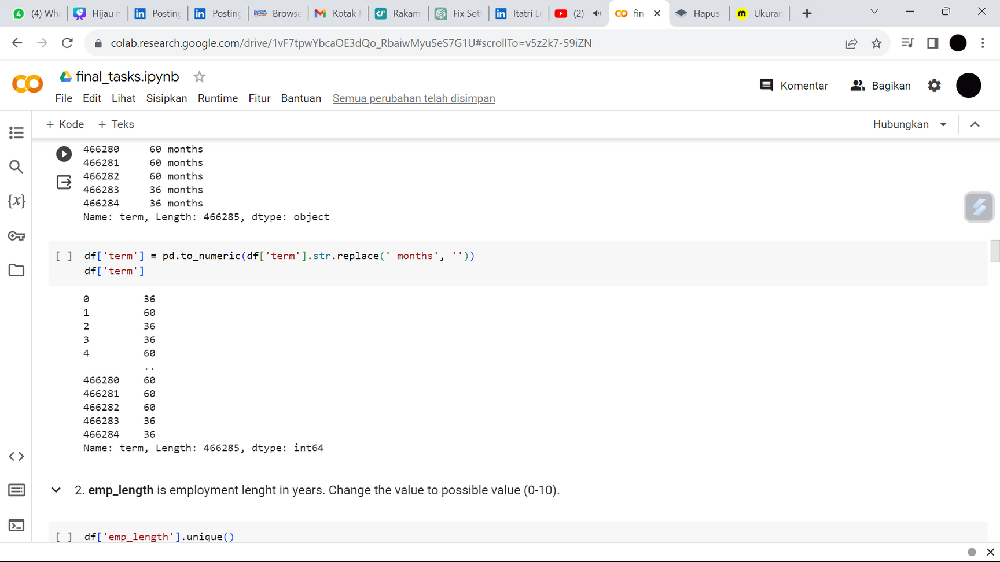 (4) Wha Hijau r Posting Posting Browse Kotak Rakam Fix Sett Itatri Le (2) fin Hapus Ukuran
colab.research.google.com/drive/1vF7tpwYbcaOE3dQo_RbaiwMyuSeS7G1U#scrollTo=v5z2k7-59iZN
final_tasks.ipynb
Komentar Bagikan
File Edit Lihat Sisipkan Runtime Fitur Bantuan Semua perubahan telah disimpan
+ Kode + Teks Hubungkan
466280 60 months
466281 60 months
466282 60 months
466283 36 months
466284 36 months
Name: term, Length: 466285, dtype: object
[ ] df['term'] = pd.to_numeric(df['term'].str.replace(' months', ''))
df['term']
0 36
1 60
2 36
3 36
4 60
..
466280 60
466281 60
466282 60
466283 36
466284 36
Name: term, Length: 466285, dtype: int64
2. emp_length is employment lenght in years. Change the value to possible value (0-10).
[ ] df['emp_length'].unique()